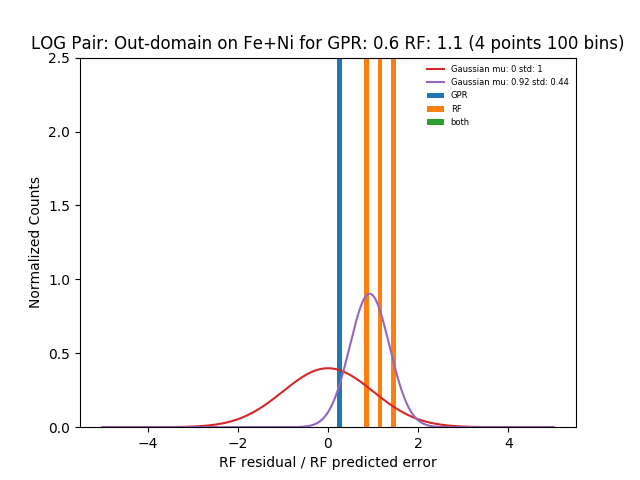 LOG Pair: Out-domain on Fe+Ni for GPR: 0.6 RF: 1.1 (4 points 100 bins)
Gaussian mu: 0 std: 1
Gaussian mu: 0.92 std: 0.44
GPR
RF
both
Normalized Counts
2.5
2.0
1.5
1.0
0.5
0.0
−4 −2 0 2 4
RF residual / RF predicted error